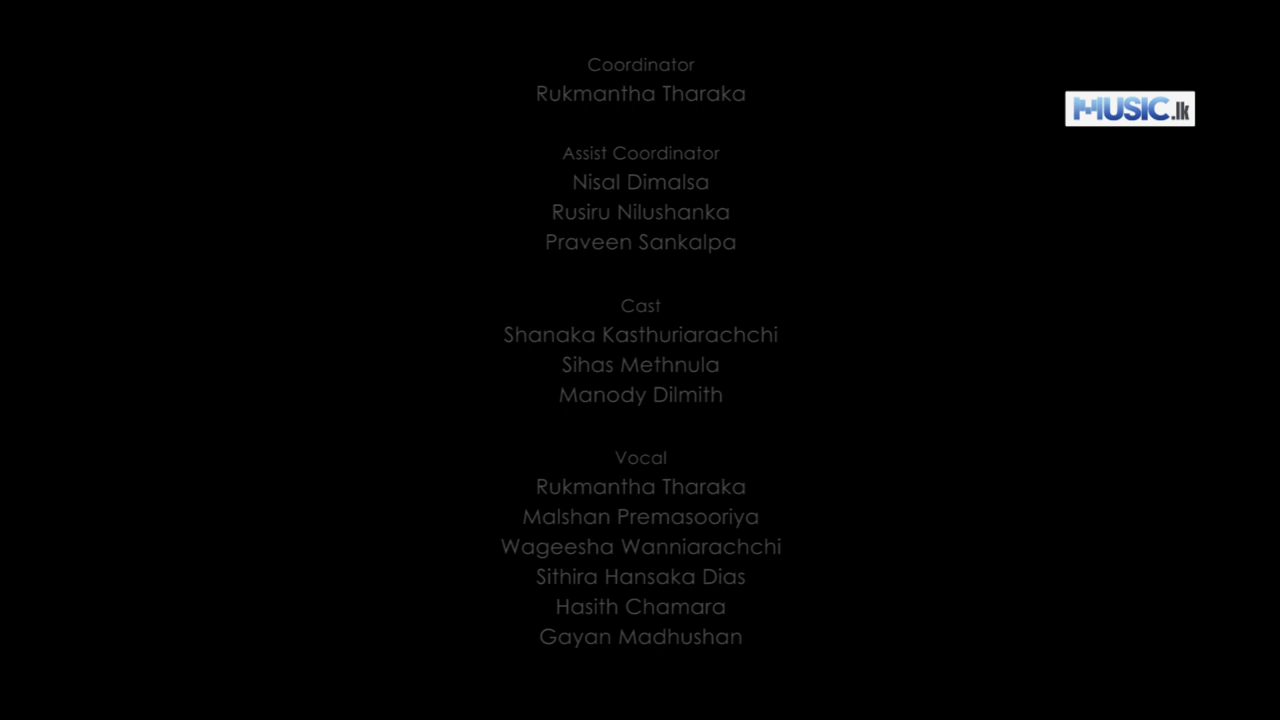 Coordinator
Rukmantha Tharaka
MUSIC.lk
Assist Coordinator
Nisal Dimalsa
Rusiru Nilushanka
Praveen Sankalpa
Cast
Shanaka Kasthuriarachchi
Sihas Methnula
Manody Dilmith
Vocal
Rukmantha Tharaka
Malshan Premasooriya
Wageesha Wanniarachchi
Sithira Hansaka Dias
Hasith Chamara
Gayan Madhushan